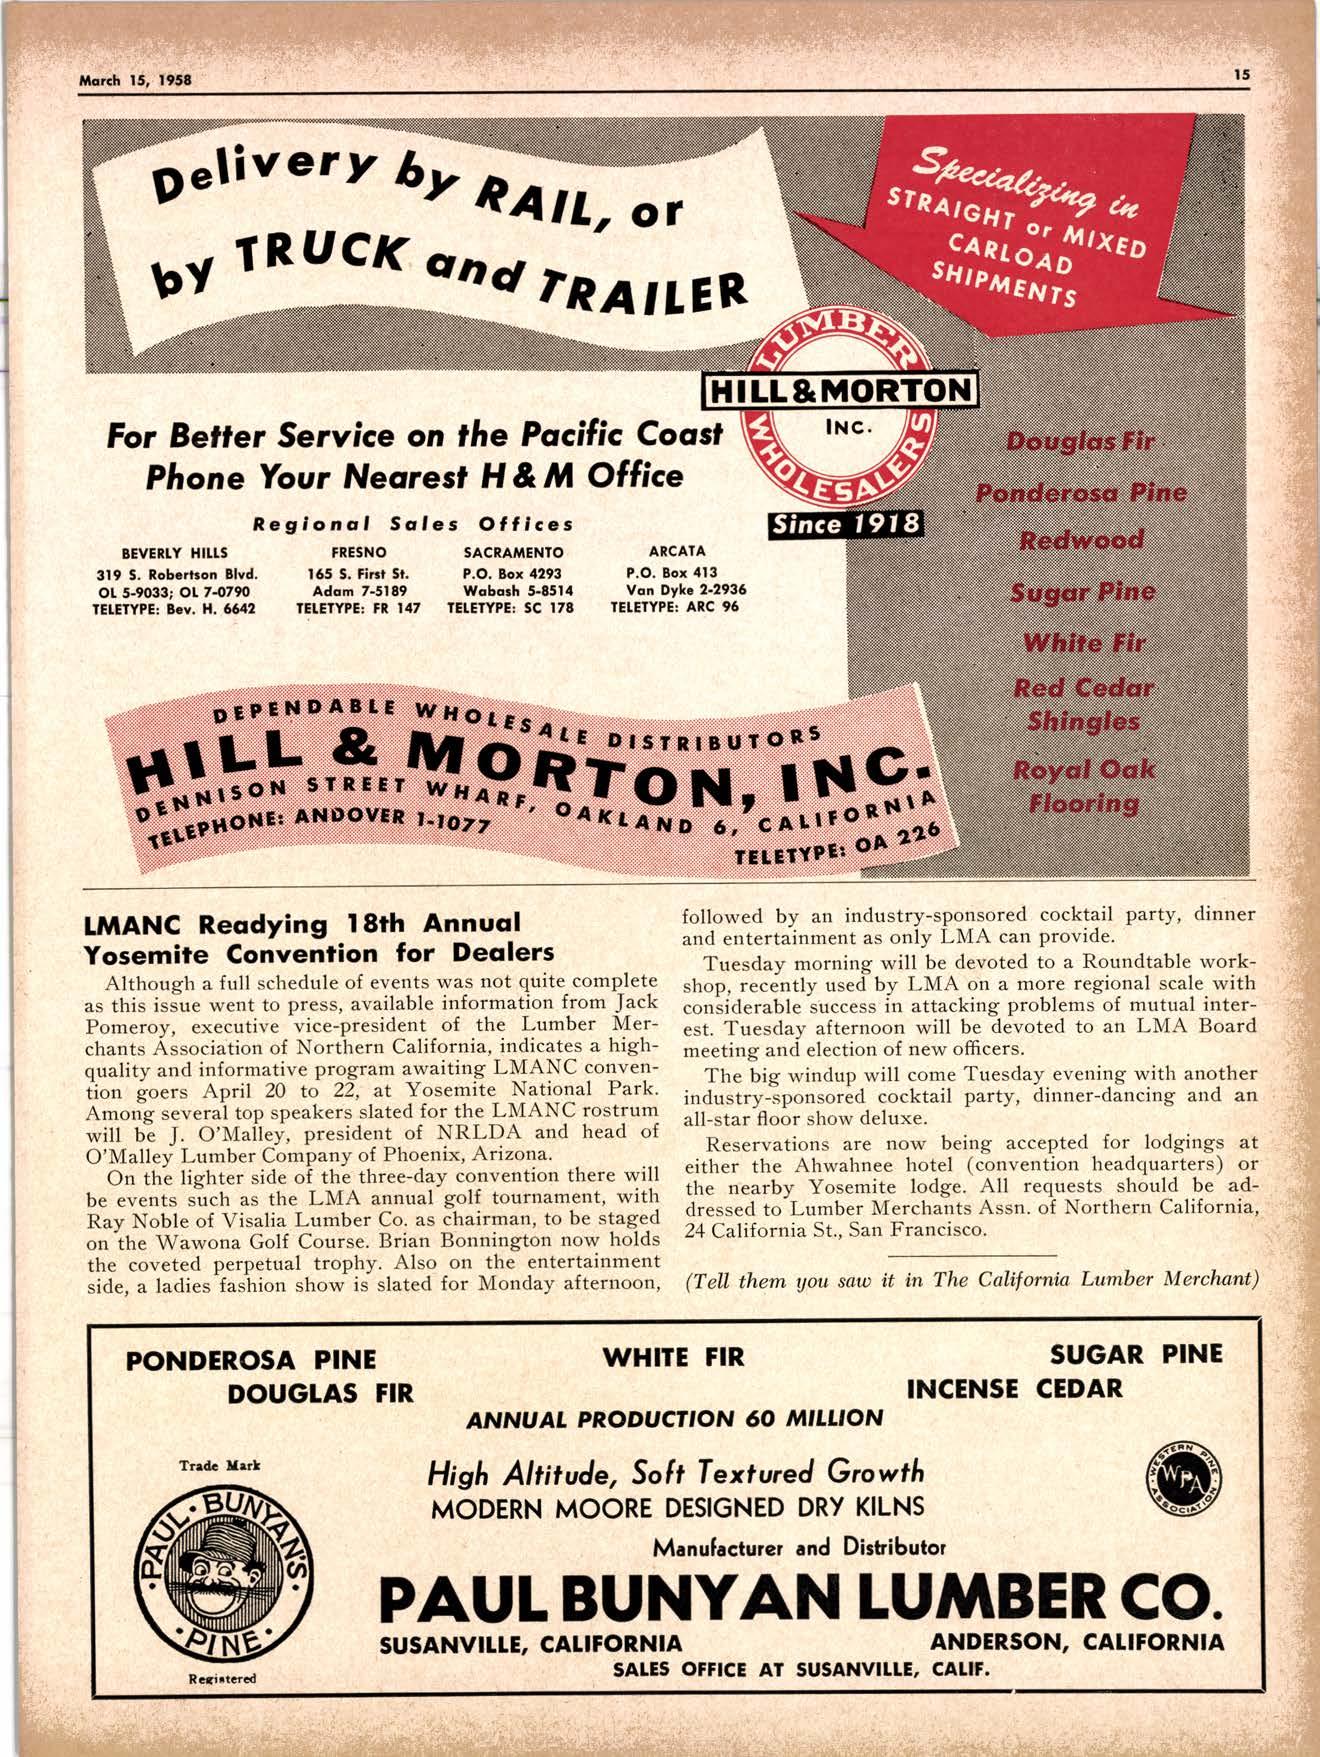 March 15, 1958
15
Delivery by RAIL, or
by TRUCK and TRAILER
Specializing in
STRAIGHT or MIXED
CARLOAD
SHIPMENTS
LUMBER
HILL & MORTON
INC.
WHOLESALERS
Since 1918
For Better Service on the Pacific Coast
Phone Your Nearest H & M Office
Regional Sales Offices
BEVERLY HILLS
319 S. Robertson Blvd.
OL 5-9033; OL 7-0790
TELETYPE: Bev. H. 6642
FRESNO
165 S. First St.
Adam 7-5189
TELETYPE: FR 147
SACRAMENTO
P.O. Box 4293
Wabash 5-8514
TELETYPE: SC 178
ARCATA
P.O. Box 413
Van Dyke 2-2936
TELETYPE: ARC 96
Douglas Fir
Ponderosa Pine
Redwood
Sugar Pine
White Fir
Red Cedar
Shingles
Royal Oak
Flooring
DEPENDABLE WHOLESALE DISTRIBUTORS
HILL & MORTON, INC.
DENNISON STREET WHARF, OAKLAND 6, CALIFORNIA
TELEPHONE: ANDOVER 1-1077
TELETYPE: OA 226
LMANC Readying 18th Annual
Yosemite Convention for Dealers
Although a full schedule of events was not quite complete
as this issue went to press, available information from Jack
Pomeroy, executive vice-president of the Lumber Mer-
chants Association of Northern California, indicates a high-
quality and informative program awaiting LMANC conven-
tion goers April 20 to 22, at Yosemite National Park.
Among several top speakers slated for the LMANC rostrum
will be J. O'Malley, president of NRLDA and head of
O'Malley Lumber Company of Phoenix, Arizona.
On the lighter side of the three-day convention there will
be events such as the LMA annual golf tournament, with
Ray Noble of Visalia Lumber Co. as chairman, to be staged
on the Wawona Golf Course. Brian Bonnington now holds
the coveted perpetual trophy. Also on the entertainment
side, a ladies fashion show is slated for Monday afternoon,
followed by an industry-sponsored cocktail party, dinner
and entertainment as only LMA can provide.
Tuesday morning will be devoted to a Roundtable work-
shop, recently used by LMA on a more regional scale with
considerable success in attacking problems of mutual inter-
est. Tuesday afternoon will be devoted to an LMA Board
meeting and election of new officers.
The big windup will come Tuesday evening with another
industry-sponsored cocktail party, dinner-dancing and an
all-star floor show deluxe.
Reservations are now being accepted for lodgings at
either the Ahwahnee hotel (convention headquarters) or
the nearby Yosemite lodge. All requests should be ad-
dressed to Lumber Merchants Assn. of Northern California,
24 California St., San Francisco.
(Tell them you saw it in The California Lumber Merchant)
PONDEROSA PINE
WHITE FIR
SUGAR PINE
DOUGLAS FIR
INCENSE CEDAR
ANNUAL PRODUCTION 60 MILLION
Trade Mark
PAUL BUNYAN'S
PINE
Registered
High Altitude, Soft Textured Growth
MODERN MOORE DESIGNED DRY KILNS
WESTERN PINE
WPA
ASSOCIATION
Manufacturer and Distributor
PAUL BUNYAN LUMBER CO.
SUSANVILLE, CALIFORNIA
ANDERSON, CALIFORNIA
SALES OFFICE AT SUSANVILLE, CALIF.